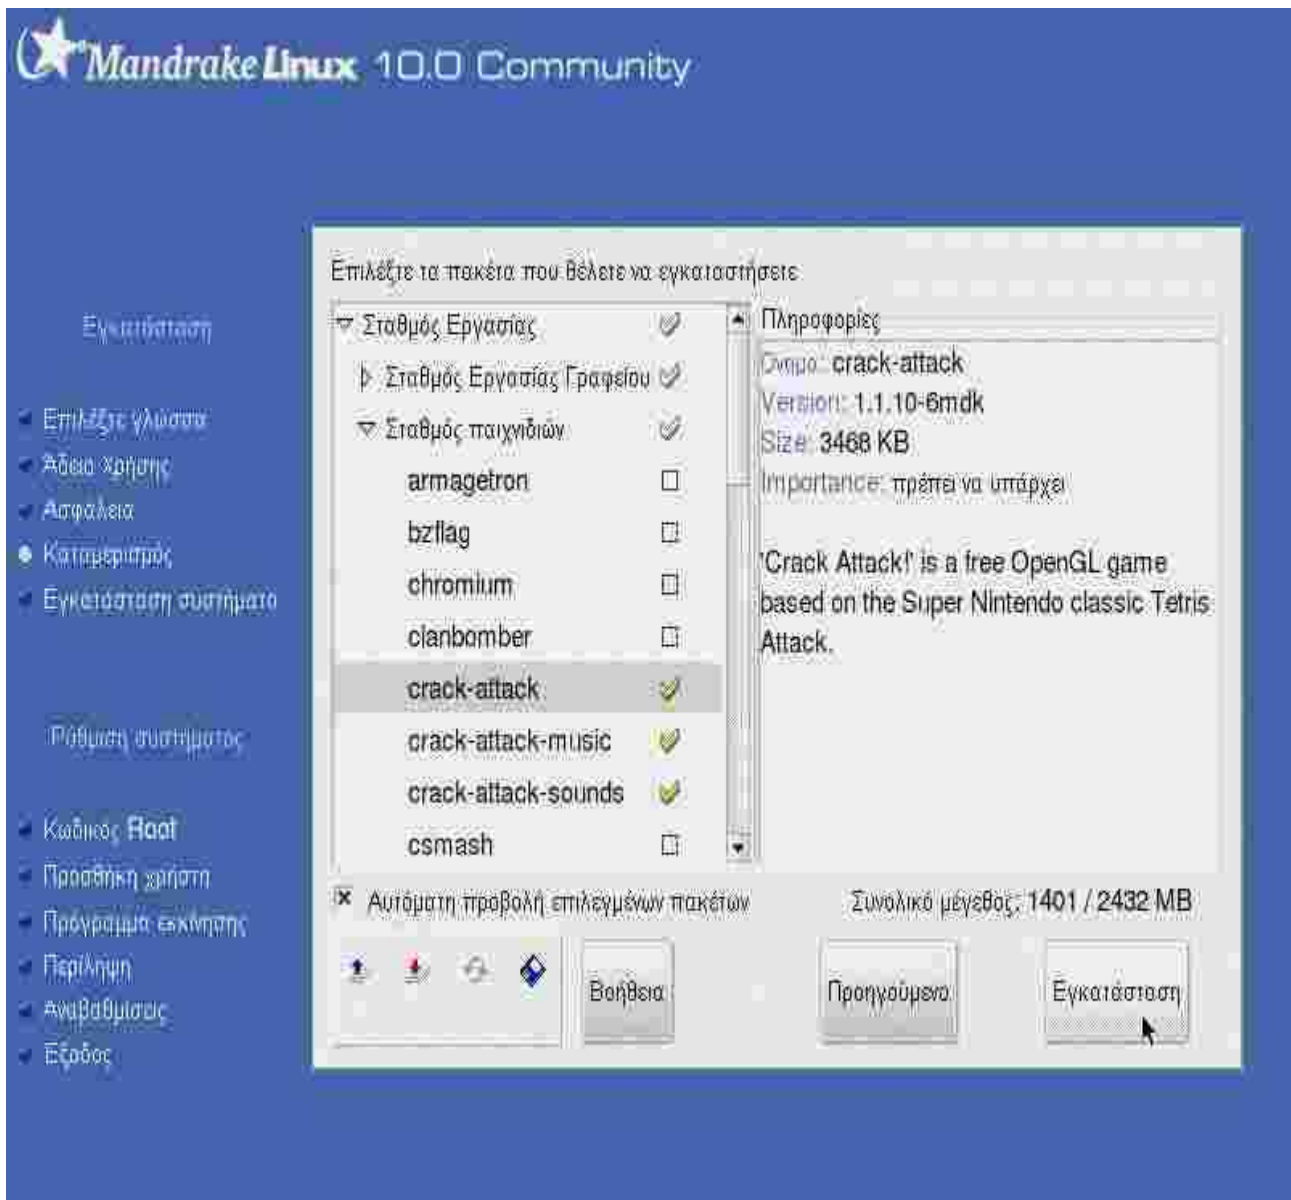 Mandrake Linux 10.0 Community
Εγκατάσταση
Επιλέξτε γλώσσα
Άδεια Χρήσης
Ασφάλεια
Καταμερισμός
Εγκατάσταση συστήματο
Ρύθμιση συστήματος
Κωδικός Root
Προσθήκη χρήστη
Πρόγραμμα εκκίνησης
Περίληψη
Αναβαθμίσεις
Έξοδος
Επιλέξτε τα πακέτα που θέλετε να εγκαταστήσετε
Σταθμός Εργασίας
Σταθμός Εργασίας Γραφείου
Σταθμός παιχνιδιών
armagetron
bzflag
chromium
clanbomber
crack-attack
crack-attack-music
crack-attack-sounds
csmash
Πληροφορίες
Όνομα: crack-attack
Version: 1.1.10-6mdk
Size: 3468 KB
Importance: πρέπει να υπάρχει
'Crack Attack!' is a free OpenGL game
based on the Super Nintendo classic Tetris
Attack.
Αυτόματη προβολή επιλεγμένων πακέτων
Συνολικό μέγεθος: 1401 / 2432 MB
Βοήθεια
Προηγούμενο
Εγκατάσταση